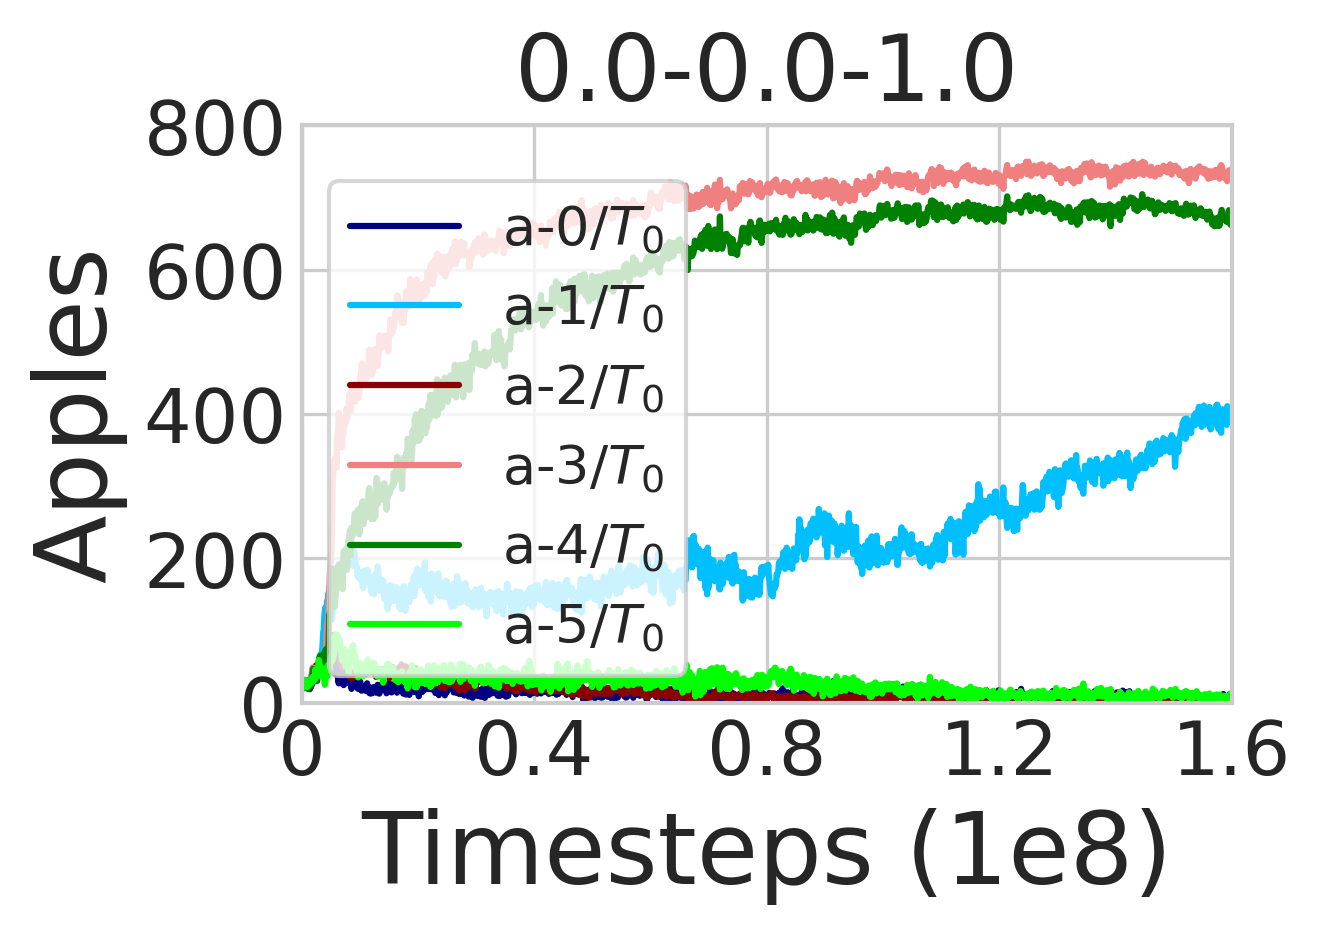 0.0-0.0-1.0
800
600
400
200
0
Apples
a-0/T₀
a-1/T₀
a-2/T₀
a-3/T₀
a-4/T₀
a-5/T₀
0 0.4 0.8 1.2 1.6
Timesteps (1e8)